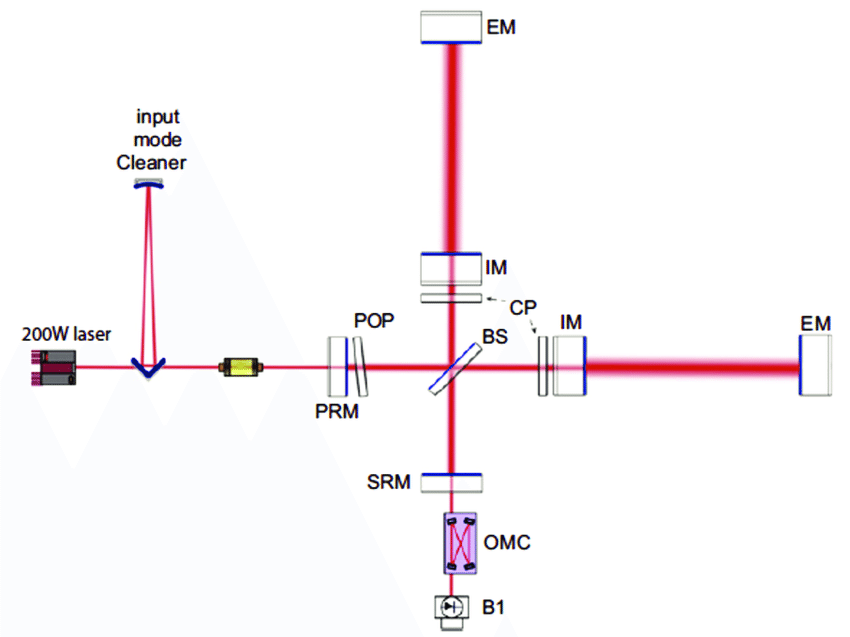 EM
input
mode
Cleaner
IM
CP
200W laser
POP
BS
IM
EM
PRM
SRM
OMC
B1